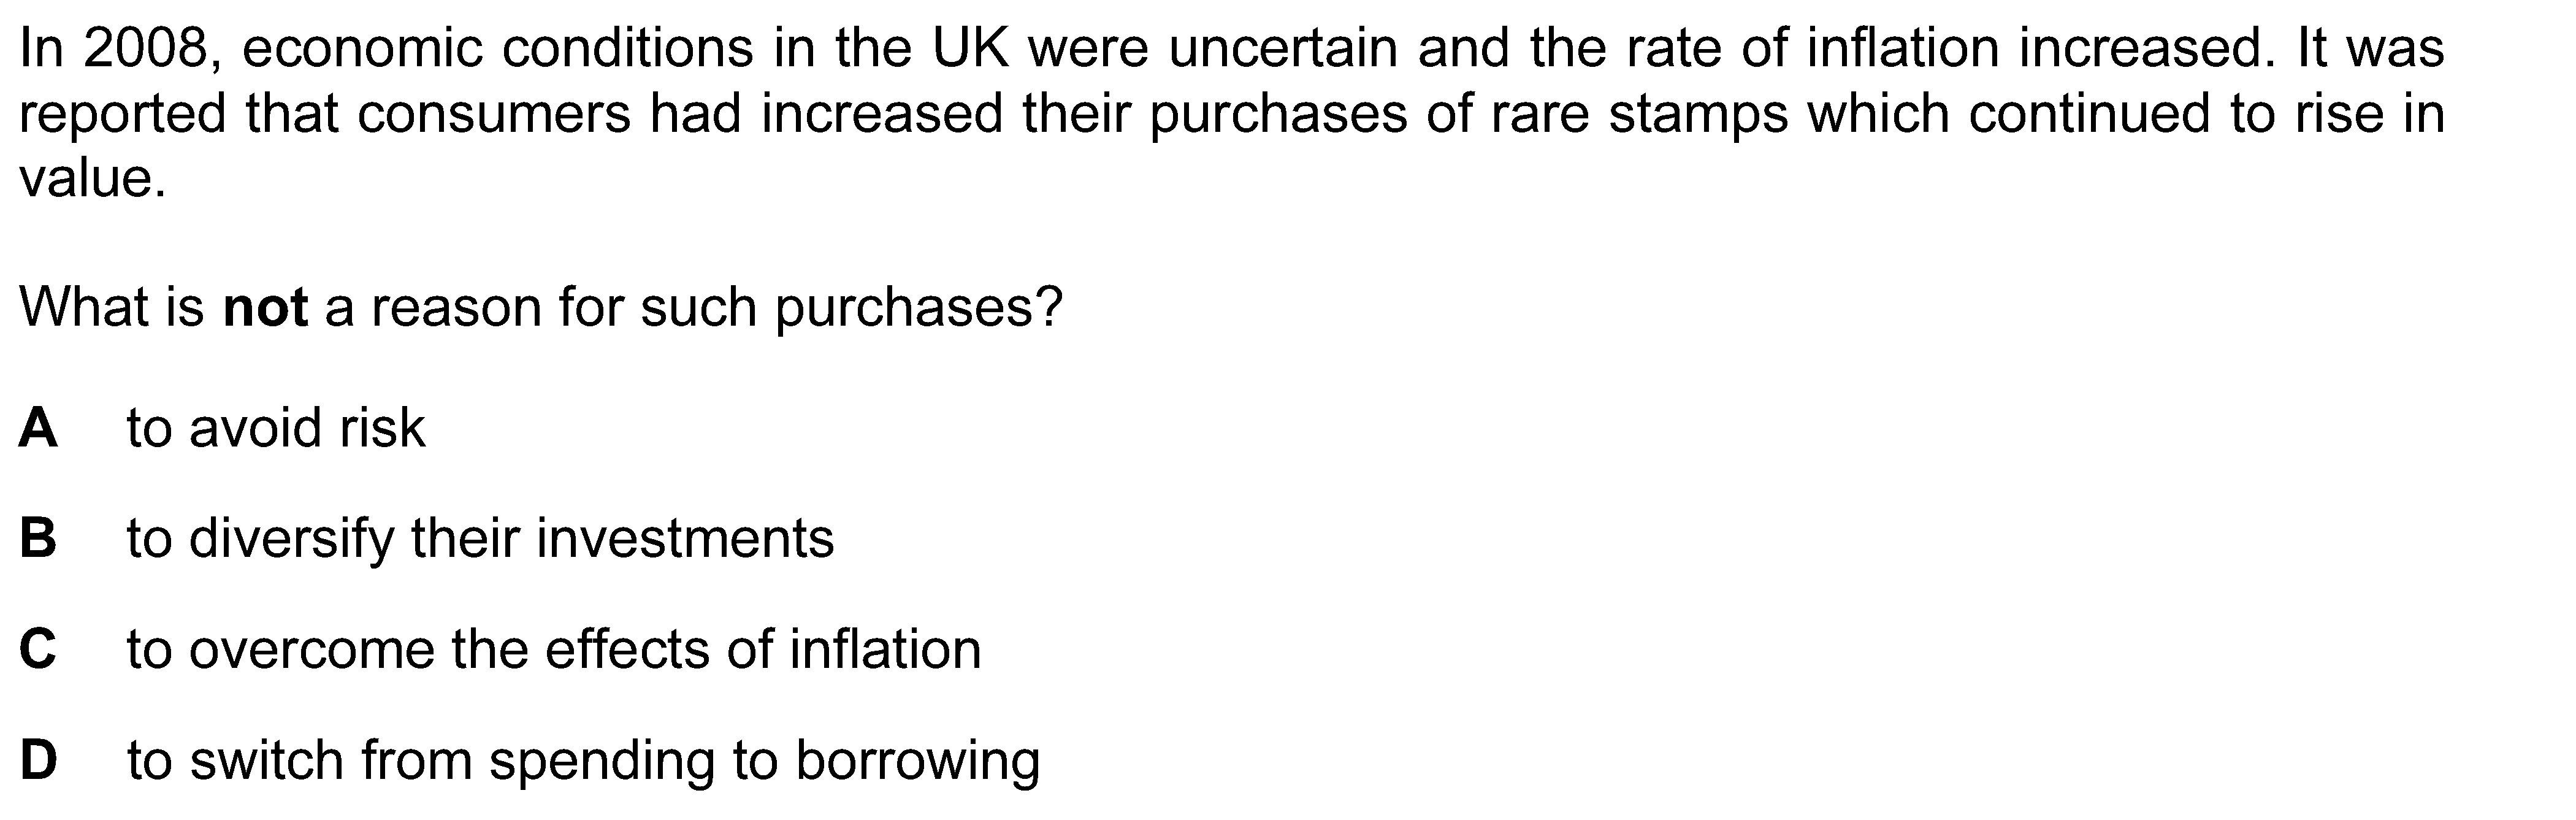 In 2008, economic conditions in the UK were uncertain and the rate of inflation increased. It was
reported that consumers had increased their purchases of rare stamps which continued to rise in
value.
What is not a reason for such purchases?
A to avoid risk
B to diversify their investments
C to overcome the effects of inflation
D to switch from spending to borrowing